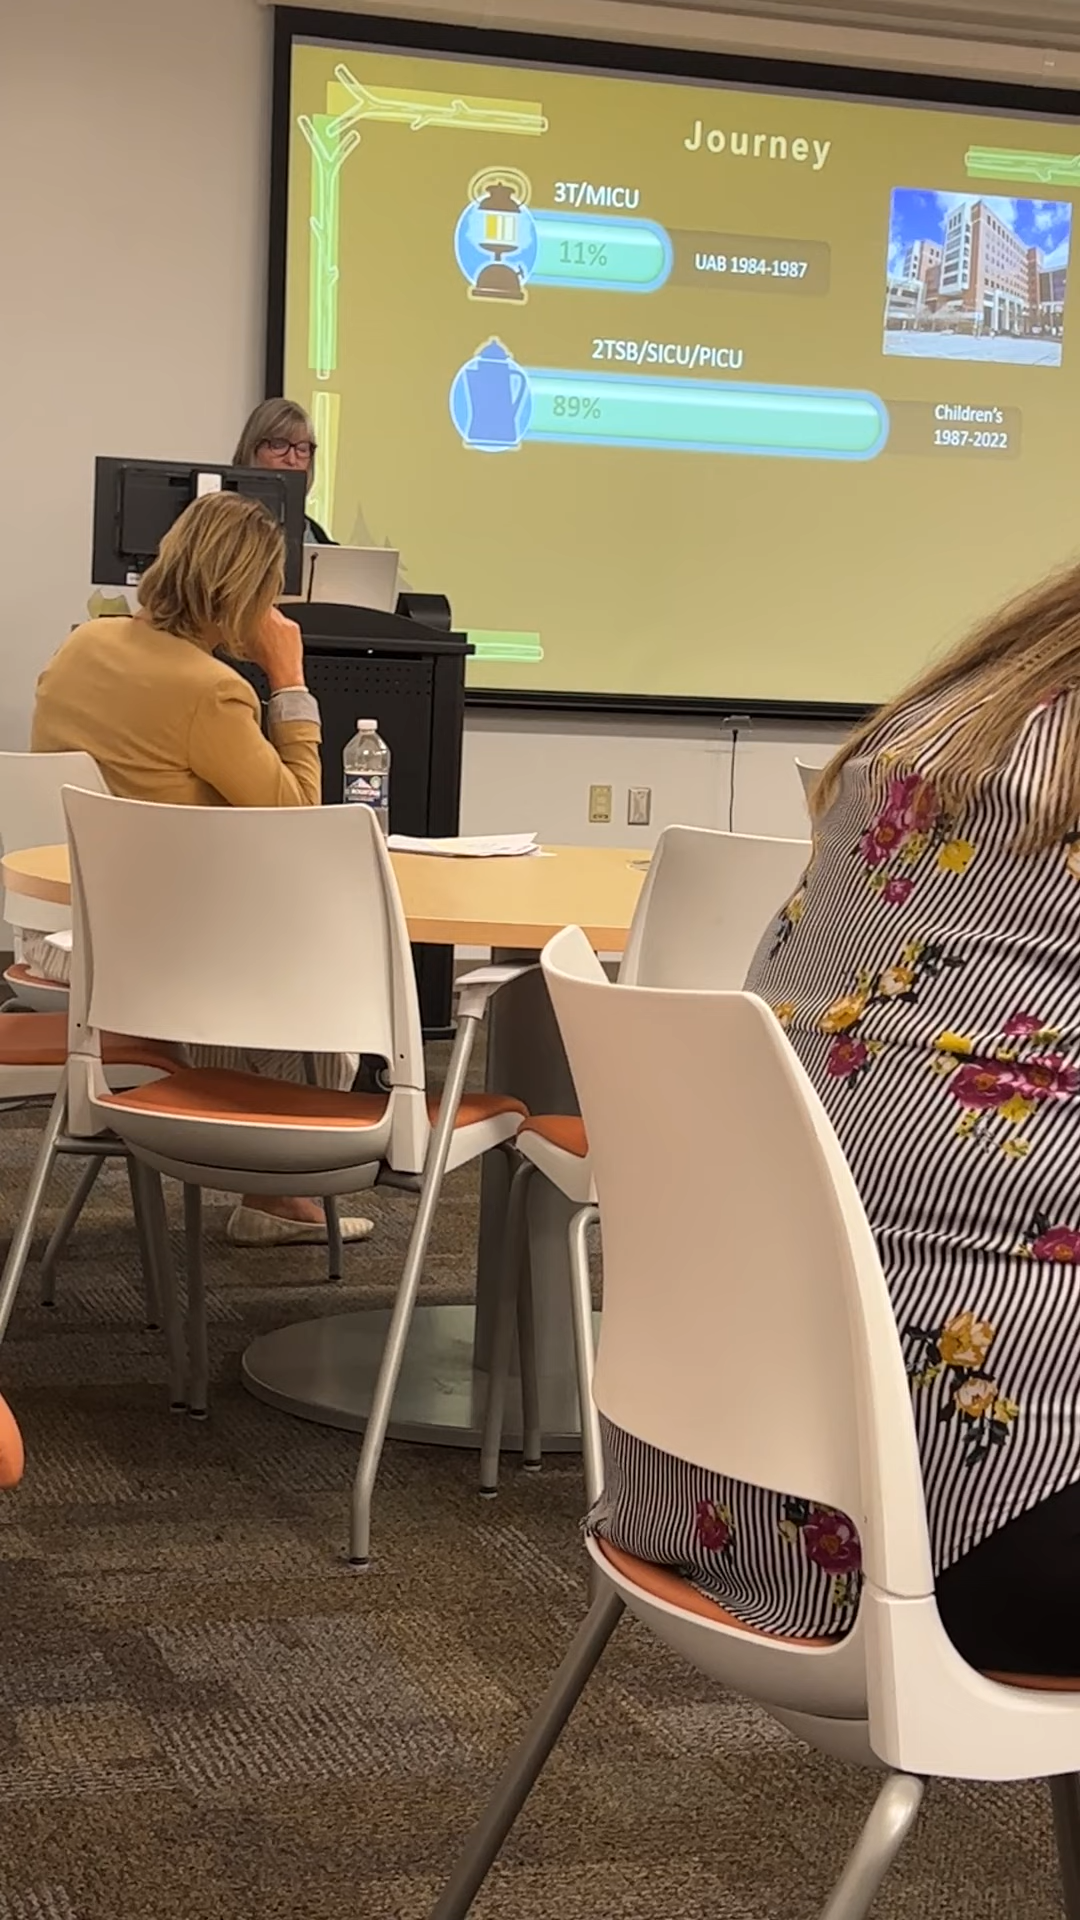 Journey
3T/MICU
11%
UAB 1984-1987
2TSB/SICU/PICU
89%
Children's
1987-2022